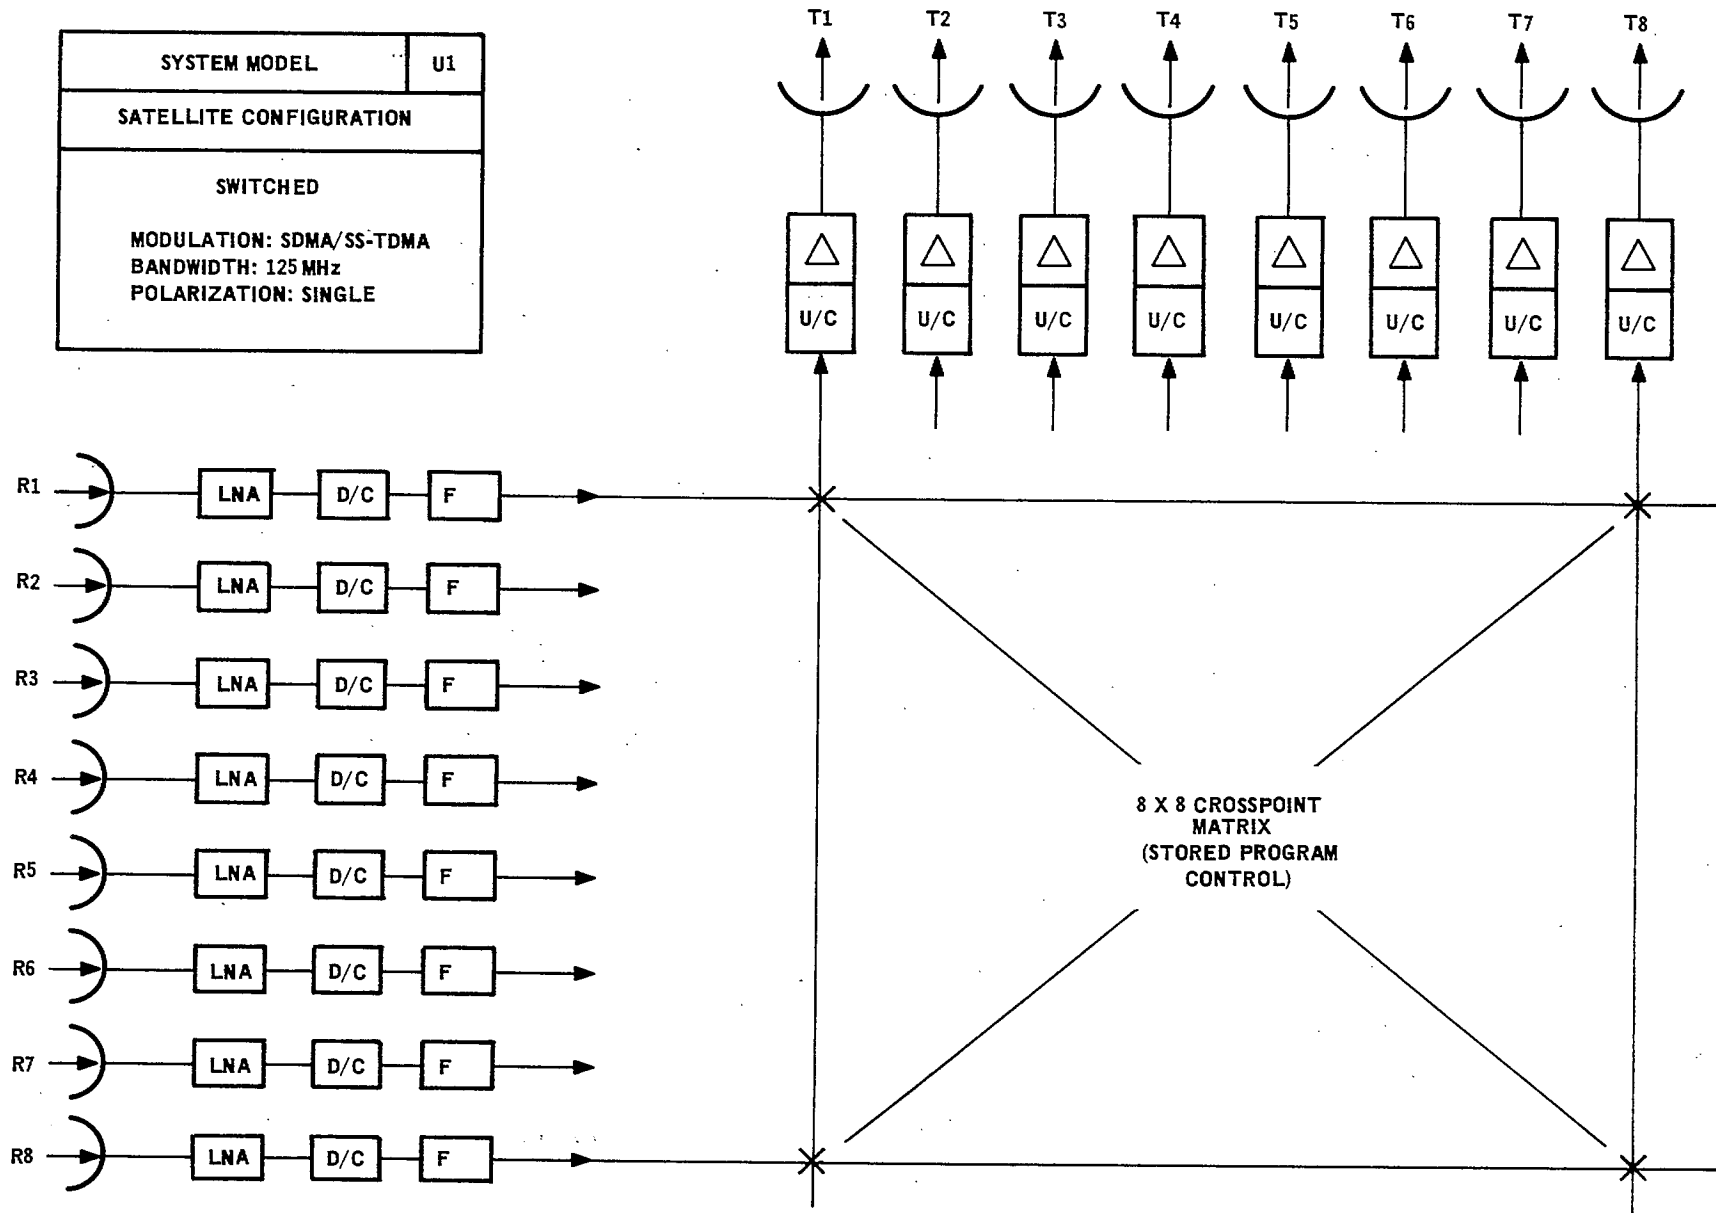 SYSTEM MODEL U1
SATELLITE CONFIGURATION
SWITCHED
MODULATION: SDMA/SS-TDMA
BANDWIDTH: 125 MHz
POLARIZATION: SINGLE
T1 T2 T3 T4 T5 T6 T7 T8
U/C U/C U/C U/C U/C U/C U/C U/C
R1 LNA D/C F
R2 LNA D/C F
R3 LNA D/C F
R4 LNA D/C F
R5 LNA D/C F
R6 LNA D/C F
R7 LNA D/C F
R8 LNA D/C F
8 X 8 CROSSPOINT
MATRIX
(STORED PROGRAM
CONTROL)